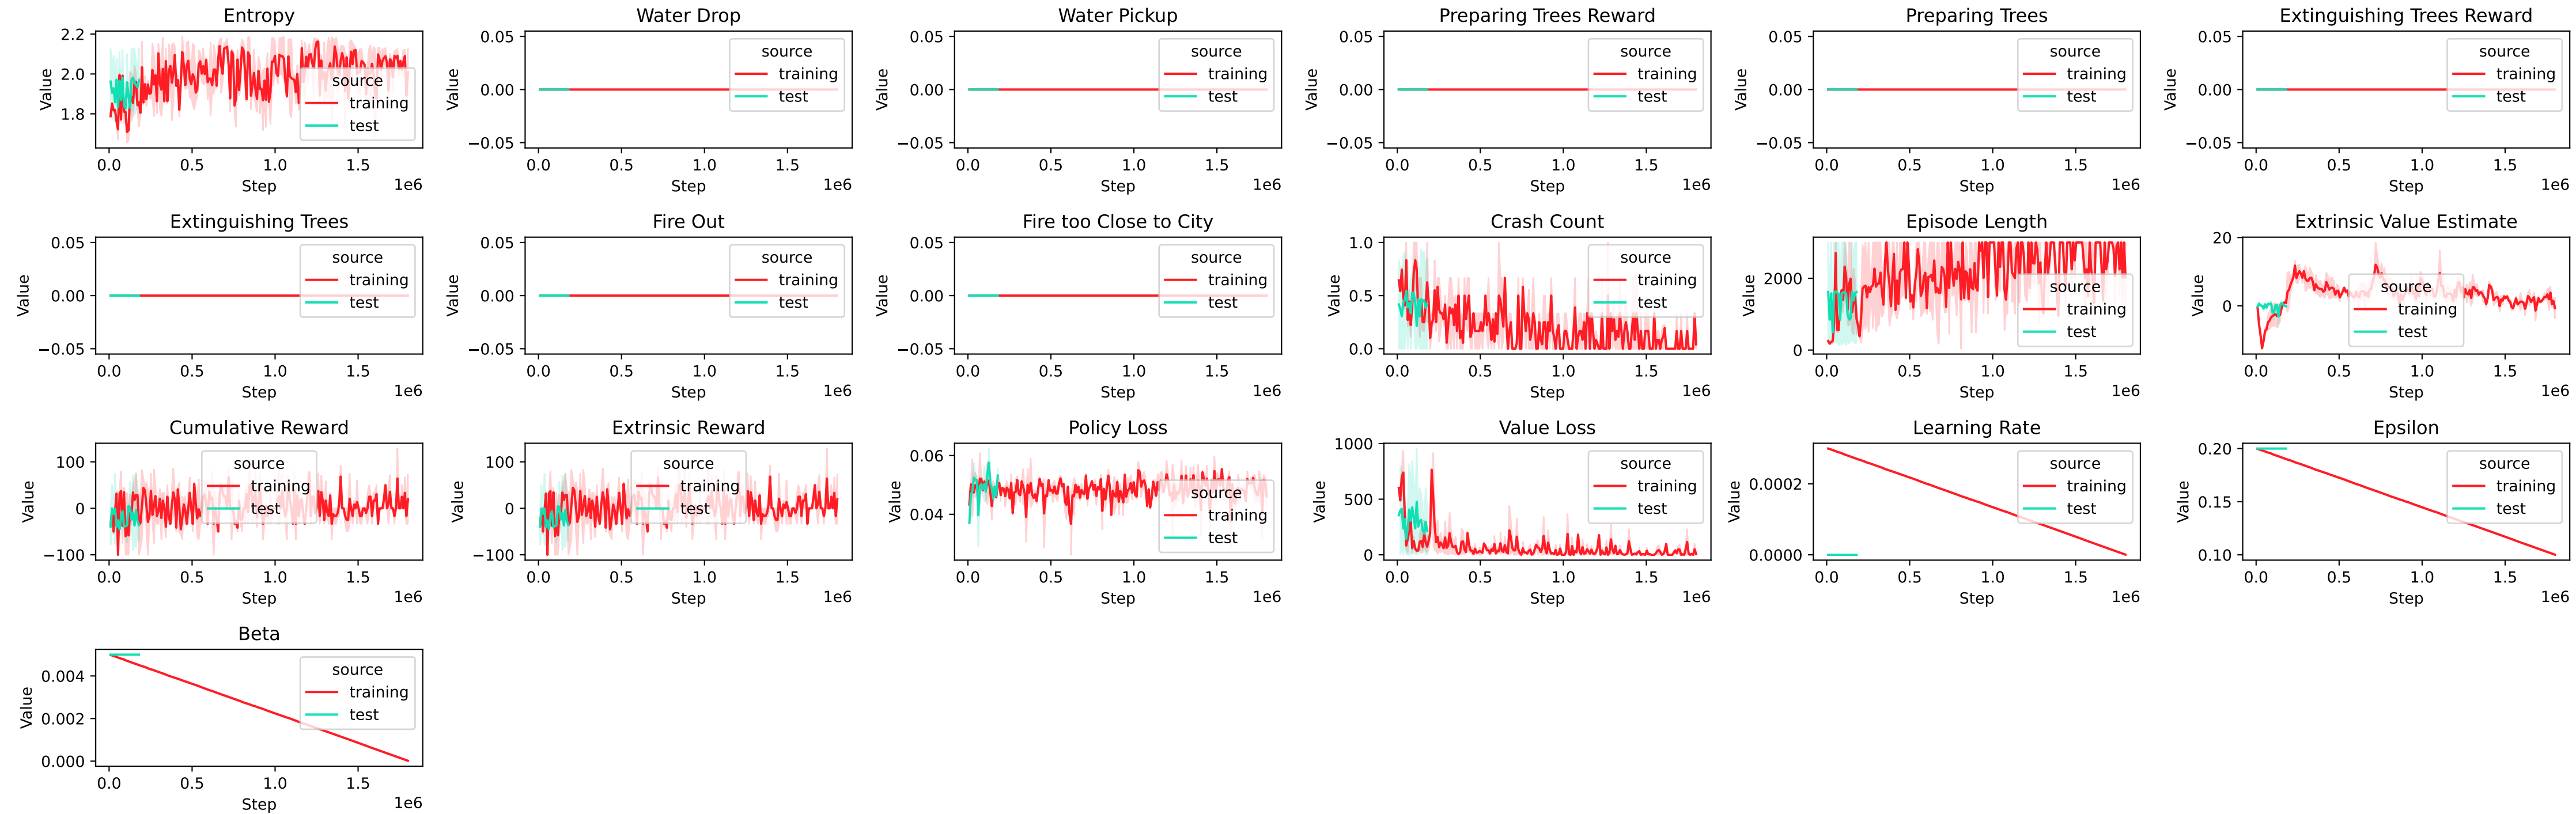 Entropy
Value
2.2
2.0
1.8
source
training
test
0.0 0.5 1.0 1.5
Step 1e6
Water Drop
Value
0.05
0.00
−0.05
source
training
test
0.0 0.5 1.0 1.5
Step 1e6
Water Pickup
Value
0.05
0.00
−0.05
source
training
test
0.0 0.5 1.0 1.5
Step 1e6
Preparing Trees Reward
Value
0.05
0.00
−0.05
source
training
test
0.0 0.5 1.0 1.5
Step 1e6
Preparing Trees
Value
0.05
0.00
−0.05
source
training
test
0.0 0.5 1.0 1.5
Step 1e6
Extinguishing Trees Reward
Value
0.05
0.00
−0.05
source
training
test
0.0 0.5 1.0 1.5
Step 1e6
Extinguishing Trees
Value
0.05
0.00
−0.05
source
training
test
0.0 0.5 1.0 1.5
Step 1e6
Fire Out
Value
0.05
0.00
−0.05
source
training
test
0.0 0.5 1.0 1.5
Step 1e6
Fire too Close to City
Value
0.05
0.00
−0.05
source
training
test
0.0 0.5 1.0 1.5
Step 1e6
Crash Count
Value
1.0
0.5
0.0
source
training
test
0.0 0.5 1.0 1.5
Step 1e6
Episode Length
Value
2000
0
source
training
test
0.0 0.5 1.0 1.5
Step 1e6
Extrinsic Value Estimate
Value
20
0
source
training
test
0.0 0.5 1.0 1.5
Step 1e6
Cumulative Reward
Value
100
0
−100
source
training
test
0.0 0.5 1.0 1.5
Step 1e6
Extrinsic Reward
Value
100
0
−100
source
training
test
0.0 0.5 1.0 1.5
Step 1e6
Policy Loss
Value
0.06
0.04
source
training
test
0.0 0.5 1.0 1.5
Step 1e6
Value Loss
Value
1000
500
0
source
training
test
0.0 0.5 1.0 1.5
Step 1e6
Learning Rate
Value
0.0002
0.0000
source
training
test
0.0 0.5 1.0 1.5
Step 1e6
Epsilon
Value
0.20
0.15
0.10
source
training
test
0.0 0.5 1.0 1.5
Step 1e6
Beta
Value
0.004
0.002
0.000
source
training
test
0.0 0.5 1.0 1.5
Step 1e6